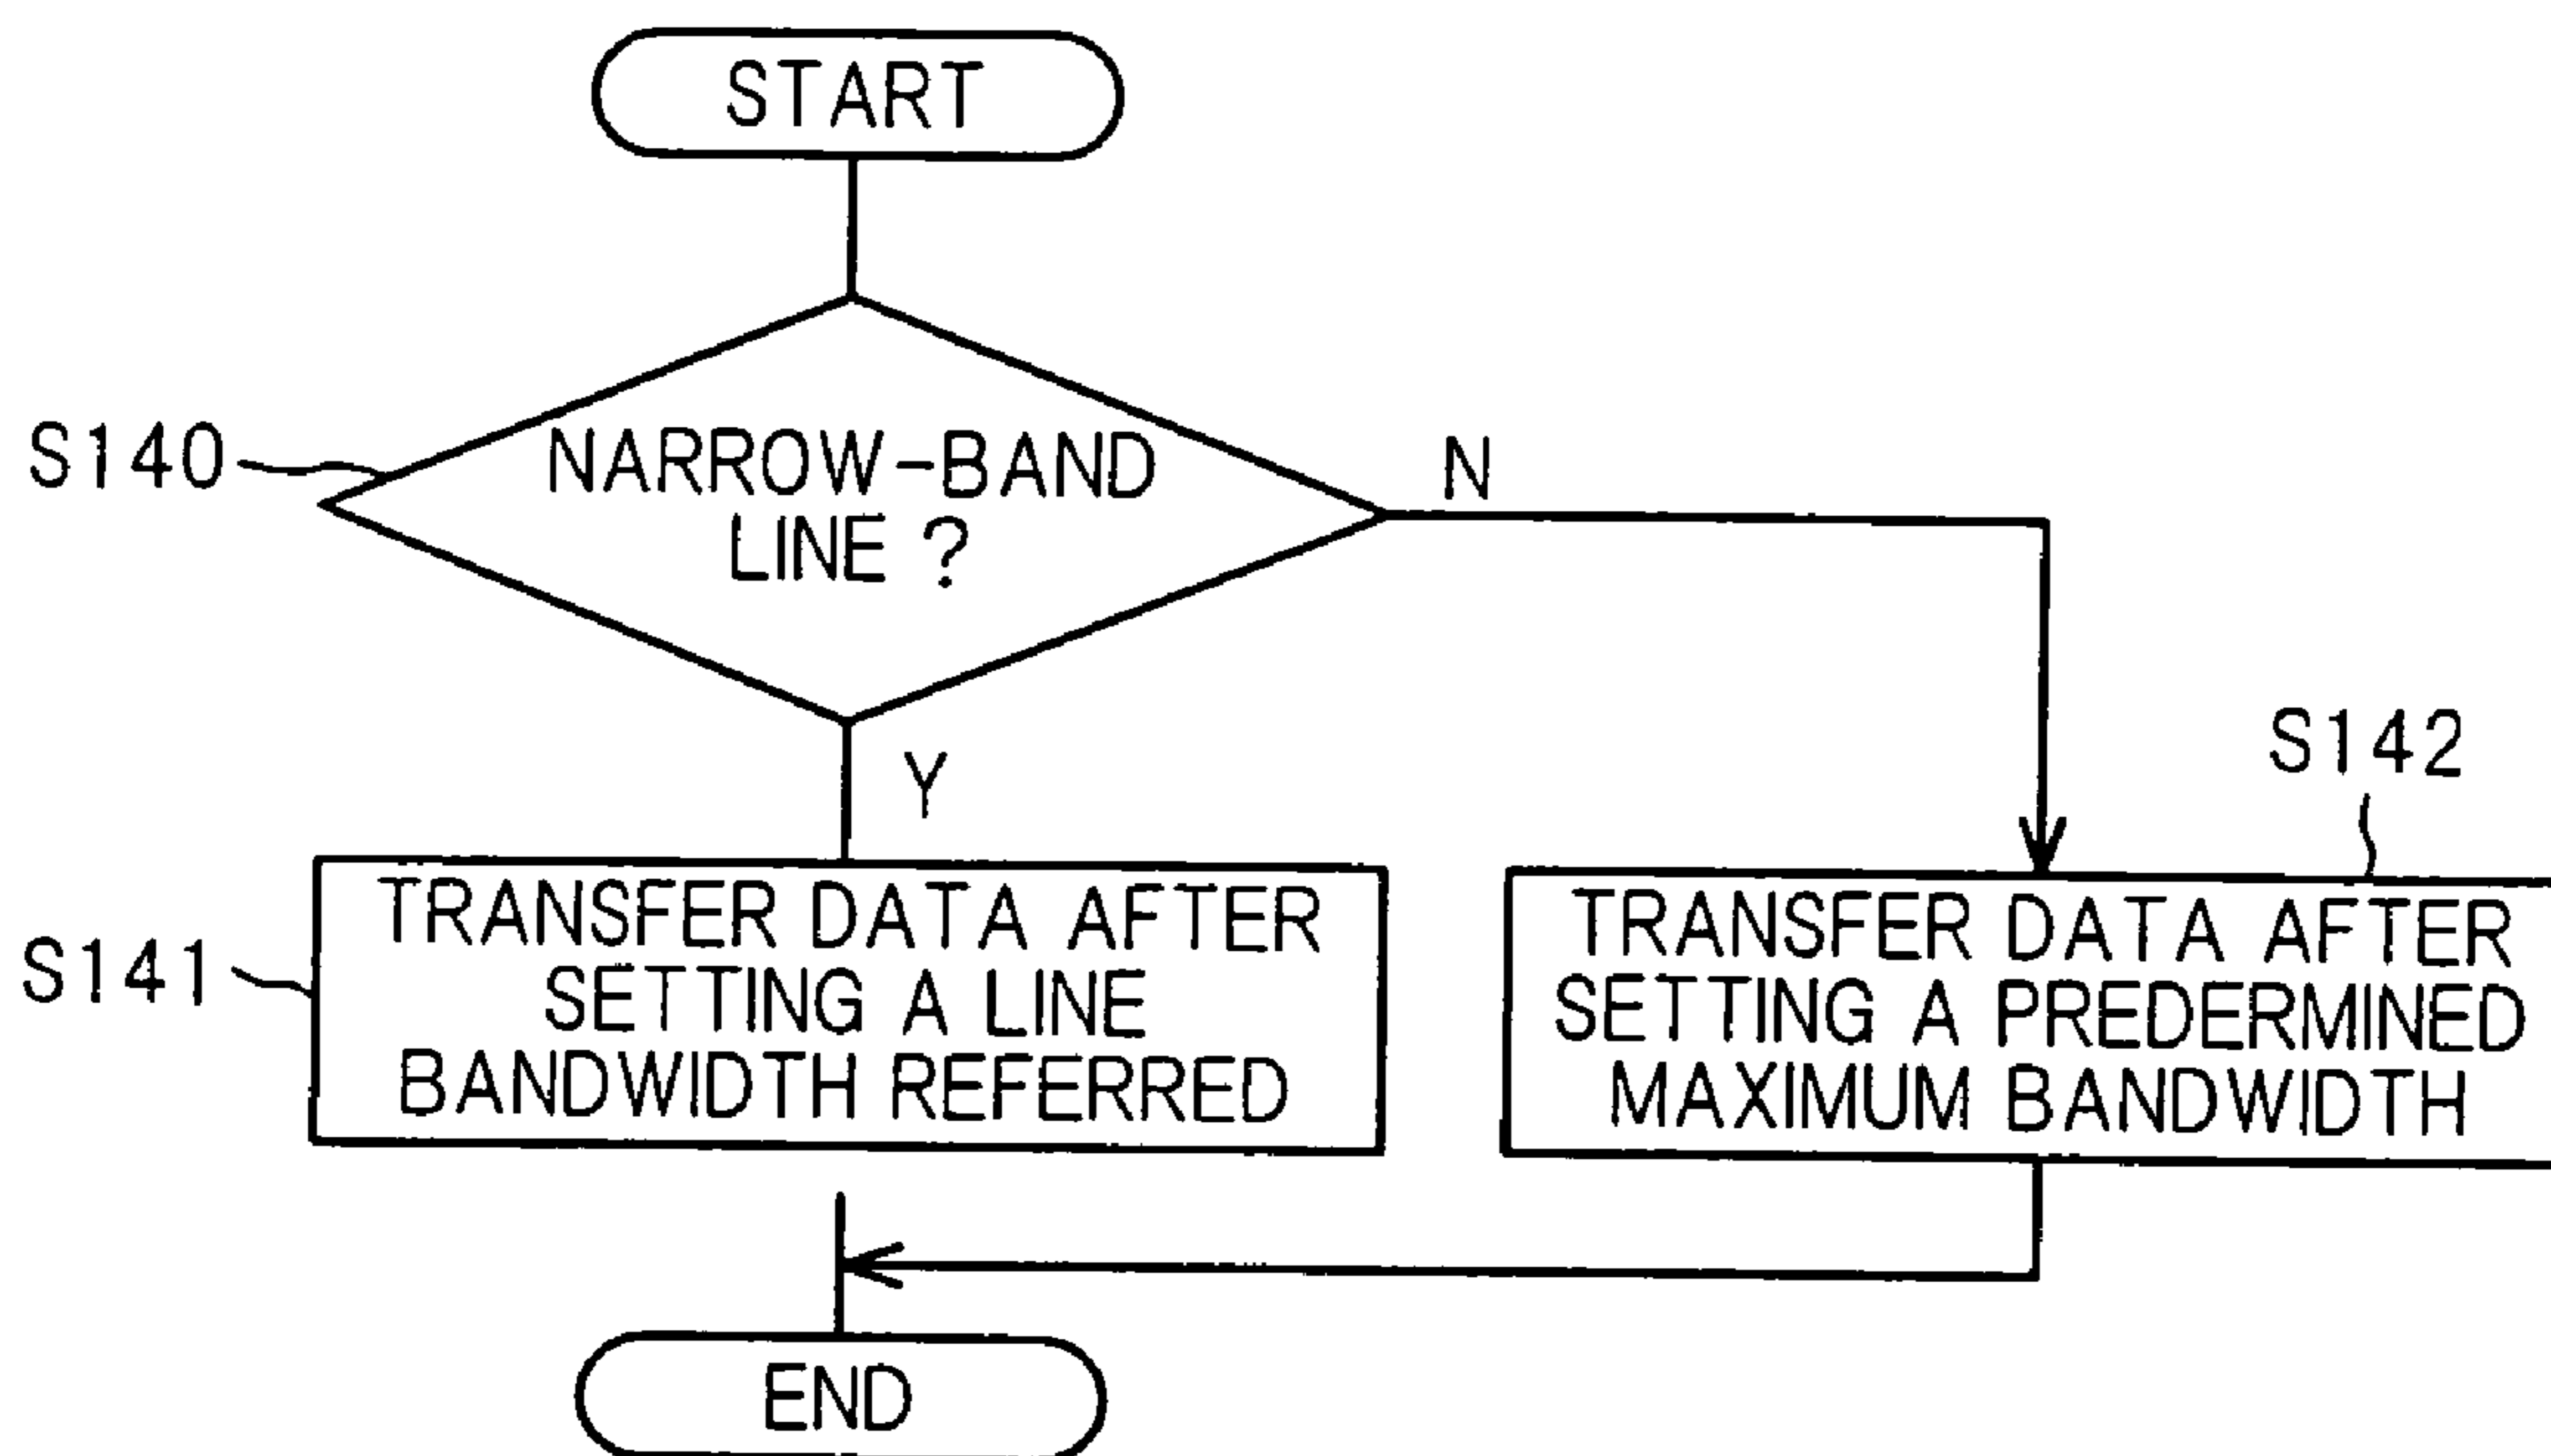 START
S140
NARROW-BAND
LINE ?
N
Y
S141
TRANSFER DATA AFTER
SETTING A LINE
BANDWIDTH REFERRED
S142
TRANSFER DATA AFTER
SETTING A PREDERMINED
MAXIMUM BANDWIDTH
END